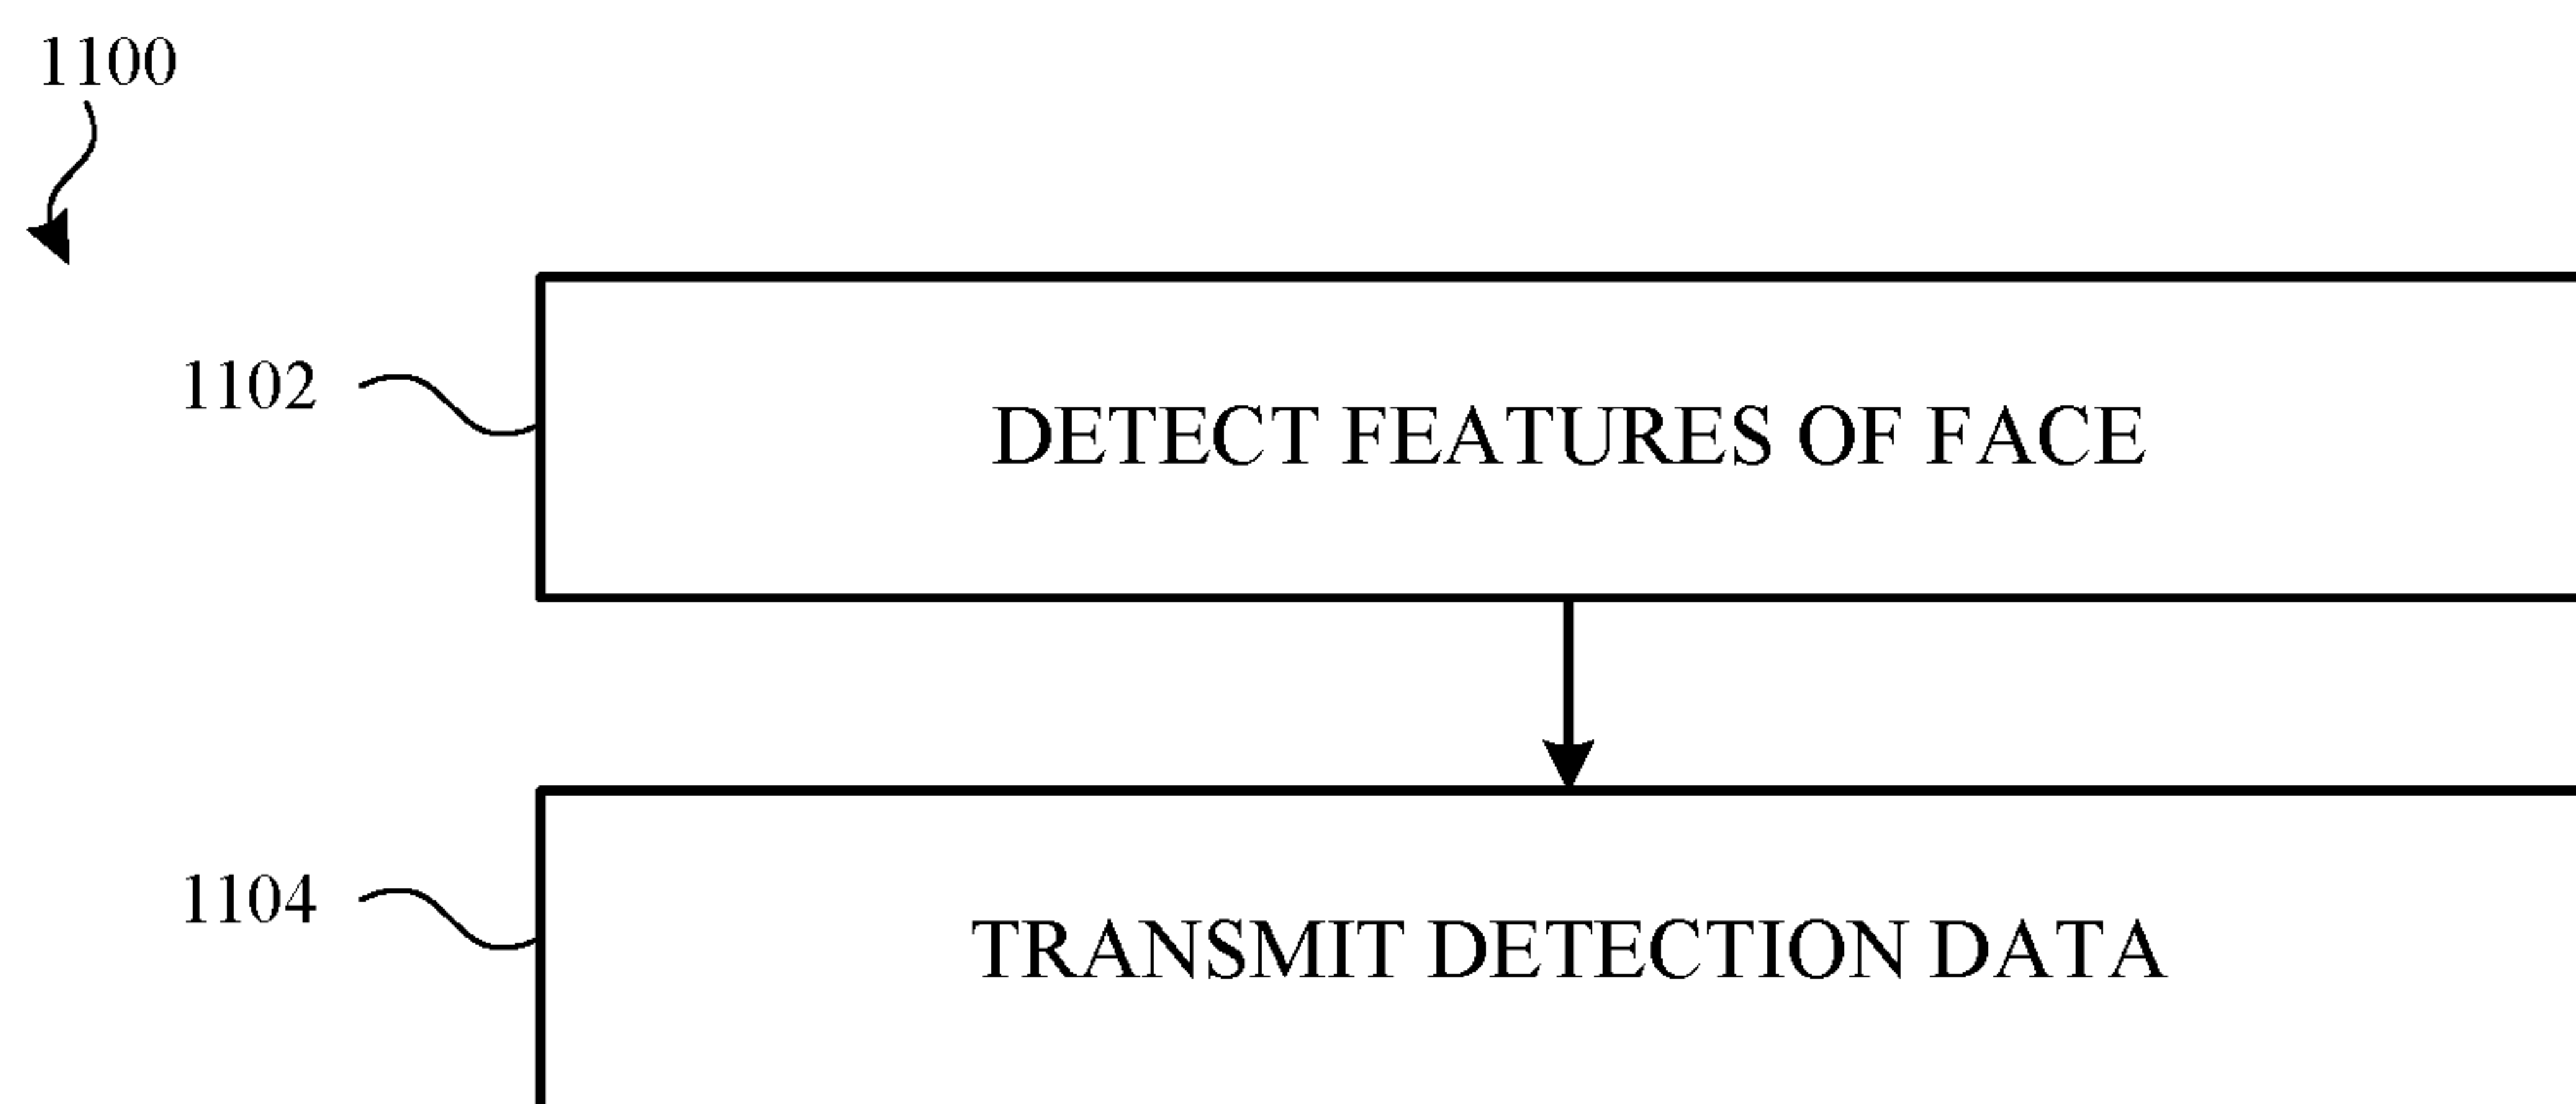 1100
1102
DETECT FEATURES OF FACE
1104
TRANSMIT DETECTION DATA